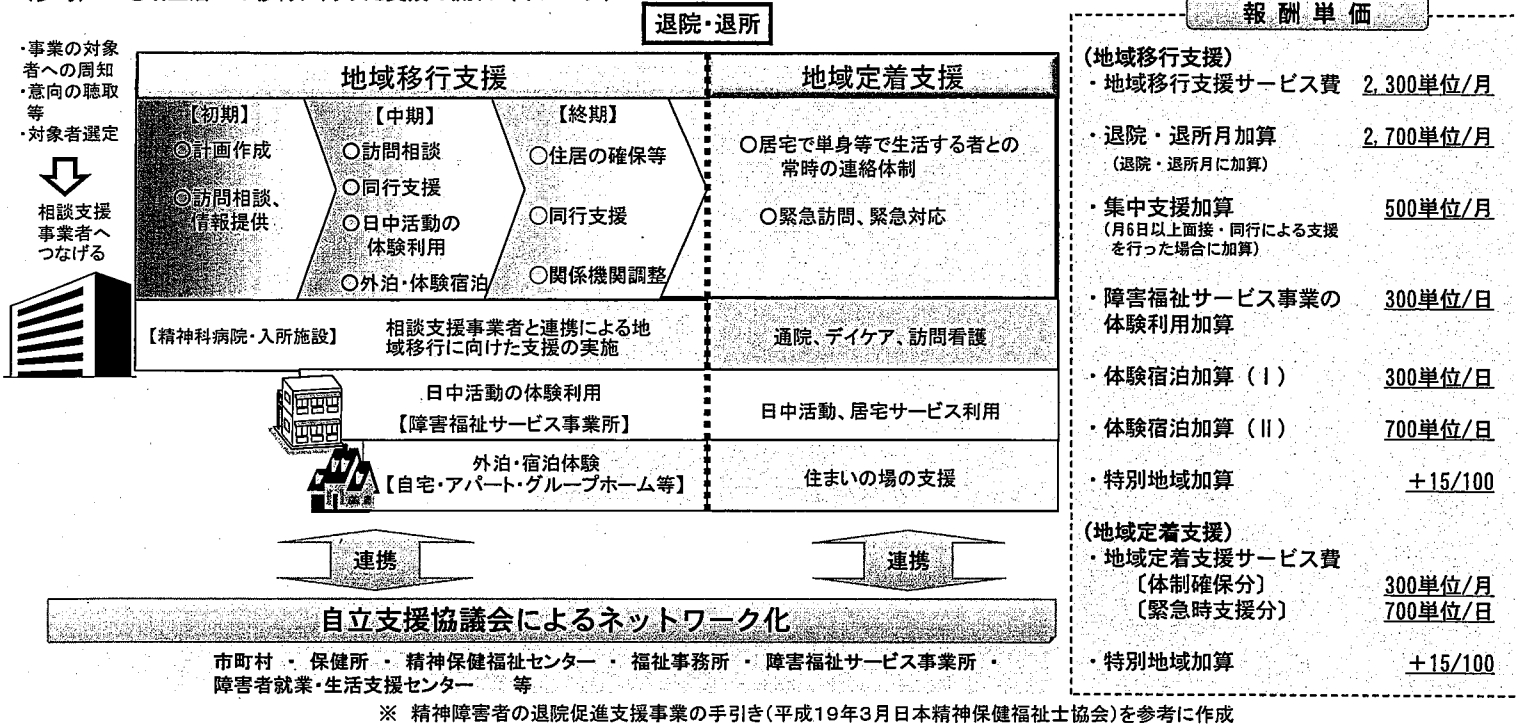 退院・退所
・事業の対象
者への周知
・意向の聴取
等
・対象者選定
相談支援
事業者へ
つなげる
地域移行支援
地域定着支援
【初期】
○計画作成
○訪問相談、
情報提供
【中期】
○訪問相談
○同行支援
○日中活動の
体験利用
○外泊・体験宿泊
【終期】
○住居の確保等
○同行支援
○関係機関調整
○居宅で単身等で生活する者との
常時の連絡体制
○緊急訪問、緊急対応
【精神科病院・入所施設】
相談支援事業者と連携による地
域移行に向けた支援の実施
通院、デイケア、訪問看護
日中活動の体験利用
【障害福祉サービス事業所】
日中活動、居宅サービス利用
外泊・宿泊体験
【自宅・アパート・グループホーム等】
住まいの場の支援
連携
連携
自立支援協議会によるネットワーク化
市町村 ・ 保健所 ・ 精神保健福祉センター ・ 福祉事務所 ・ 障害福祉サービス事業所 ・
障害者就業・生活支援センター 等
報酬単価
(地域移行支援)
・地域移行支援サービス費 2,300単位/月
・退院・退所月加算 2,700単位/月
(退院・退所月に加算)
・集中支援加算 500単位/月
(月6日以上面接・同行による支援
を行った場合に加算)
・障害福祉サービス事業の 300単位/日
体験利用加算
・体験宿泊加算(Ⅰ) 300単位/日
・体験宿泊加算(Ⅱ) 700単位/日
・特別地域加算 +15/100
(地域定着支援)
・地域定着支援サービス費
〔体制確保分〕 300単位/月
〔緊急時支援分〕 700単位/日
・特別地域加算 +15/100
※ 精神障害者の退院促進支援事業の手引き(平成19年3月日本精神保健福祉士協会)を参考に作成